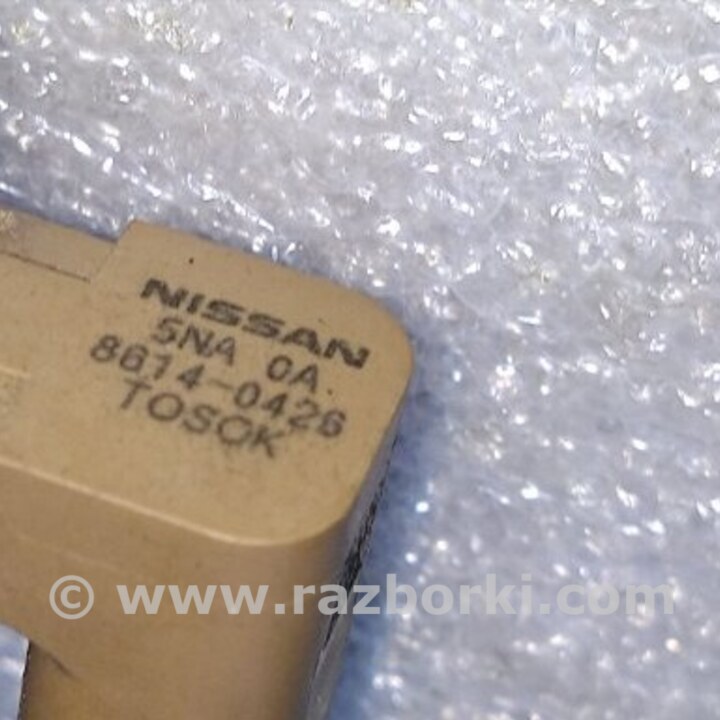 NISSAN
5NA 0A
8614-0426
TOSOK
© www.razborki.com